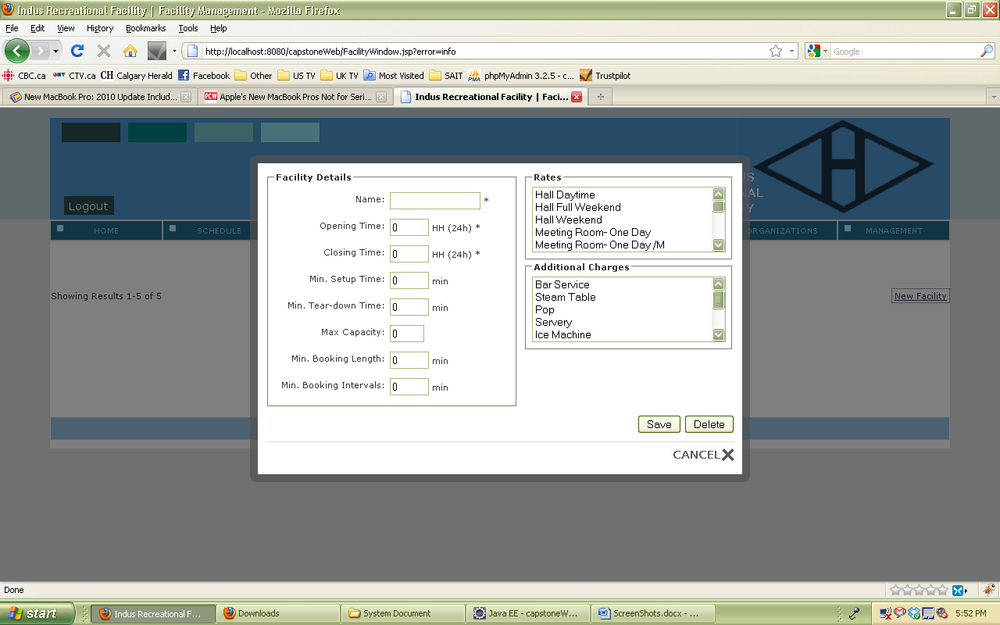 Indus Recreational Facility | Facility Management - Mozilla Firefox
File Edit View History Bookmarks Tools Help
http://localhost:8080/capstoneWeb/FacilityWindow.jsp?error=info
Google
CBC.ca CTV.ca CH Calgary Herald Facebook Other US TV UK TV Most Visited SAIT PMA phpMyAdmin 3.2.5 - c... Trustpilot
New MacBook Pro: 2010 Update Includ... PCW Apple's New MacBook Pros Not for Seri... Indus Recreational Facility | Faci...
Logout
HOME SCHEDULE ORGANIZATIONS MANAGEMENT
Showing Results 1-5 of 5
New Facility
Facility Details
Name: *
Opening Time: 0 HH (24h) *
Closing Time: 0 HH (24h) *
Min. Setup Time: 0 min
Min. Tear-down Time: 0 min
Max Capacity: 0
Min. Booking Length: 0 min
Min. Booking Intervals: 0 min
Rates
Hall Daytime
Hall Full Weekend
Hall Weekend
Meeting Room- One Day
Meeting Room- One Day /M
Additional Charges
Bar Service
Steam Table
Pop
Servery
Ice Machine
Save Delete
CANCEL
Done
start Indus Recreational F... Downloads System Document Java EE - capstoneW... ScreenShots.docx - ... 5:52 PM